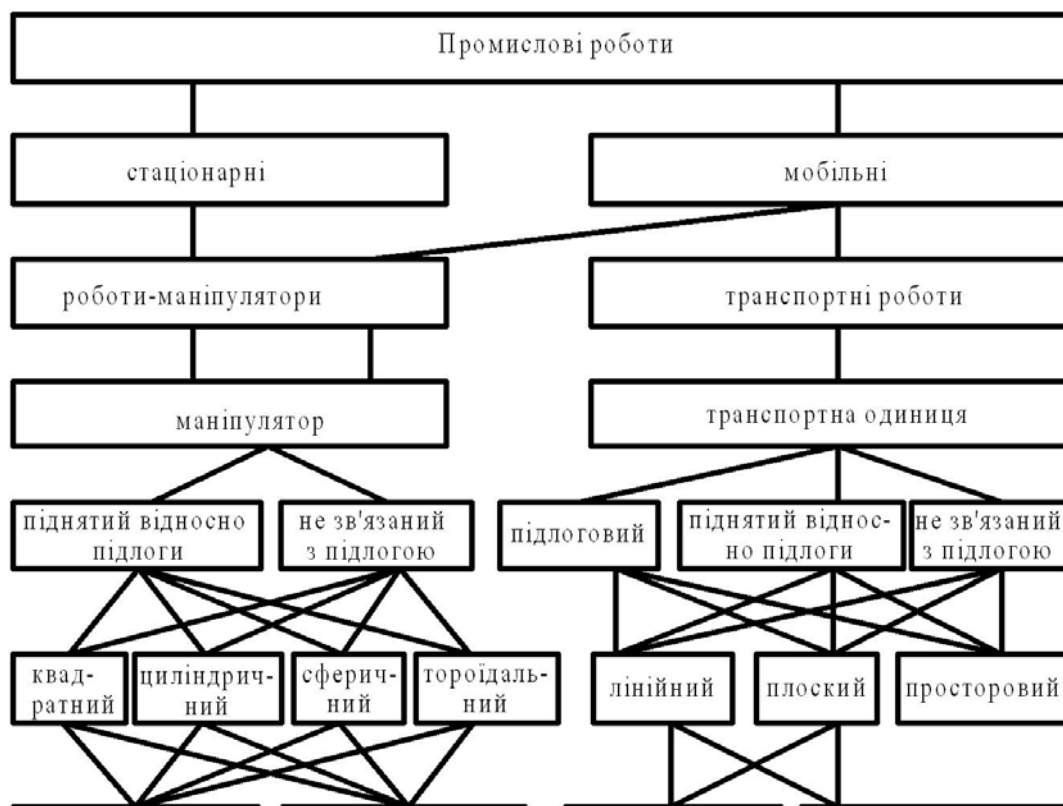 Промислові роботи
стаціонарні
мобільні
роботи-маніпулятори
транспортні роботи
маніпулятор
транспортна одиниця
піднятий відносно
підлоги
не зв'язаний
з підлогою
підлоговий
піднятий віднос-
но підлоги
не зв'язаний
з підлогою
квад-
ратний
циліндрич-
ний
сферич-
ний
тороїдаль-
ний
лінійний
плоский
просторовий